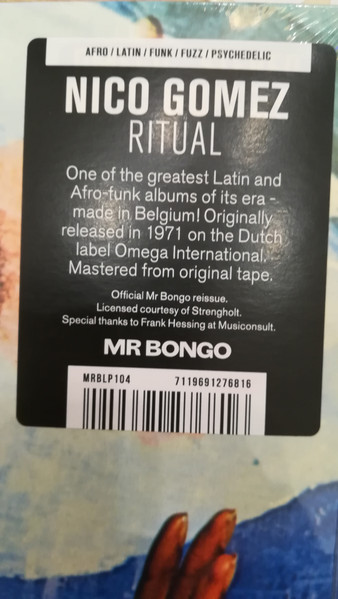 AFRO / LATIN / FUNK / FUZZ / PSYCHEDELIC
NICO GOMEZ
RITUAL
One of the greatest Latin and
Afro-funk albums of its era -
made in Belgium! Originally
released in 1971 on the Dutch
label Omega International.
Mastered from original tape.
Official Mr Bongo reissue.
Licensed courtesy of Strengholt.
Special thanks to Frank Hessing at Musiconsult.
MR BONGO
MRBLP104 7119691276816